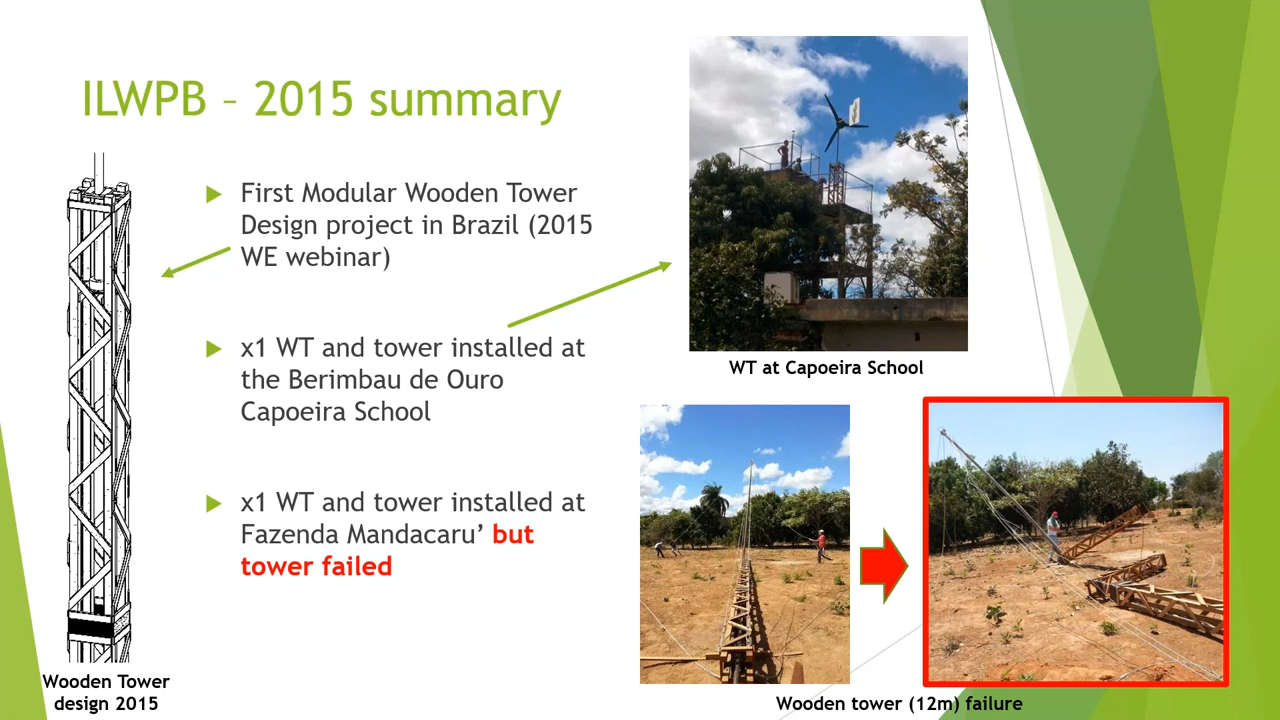 ILWPB – 2015 summary
First Modular Wooden Tower
Design project in Brazil (2015
WE webinar)
x1 WT and tower installed at
the Berimbau de Ouro
Capoeira School
x1 WT and tower installed at
Fazenda Mandacaru’ but
tower failed
Wooden Tower
design 2015
WT at Capoeira School
Wooden tower (12m) failure